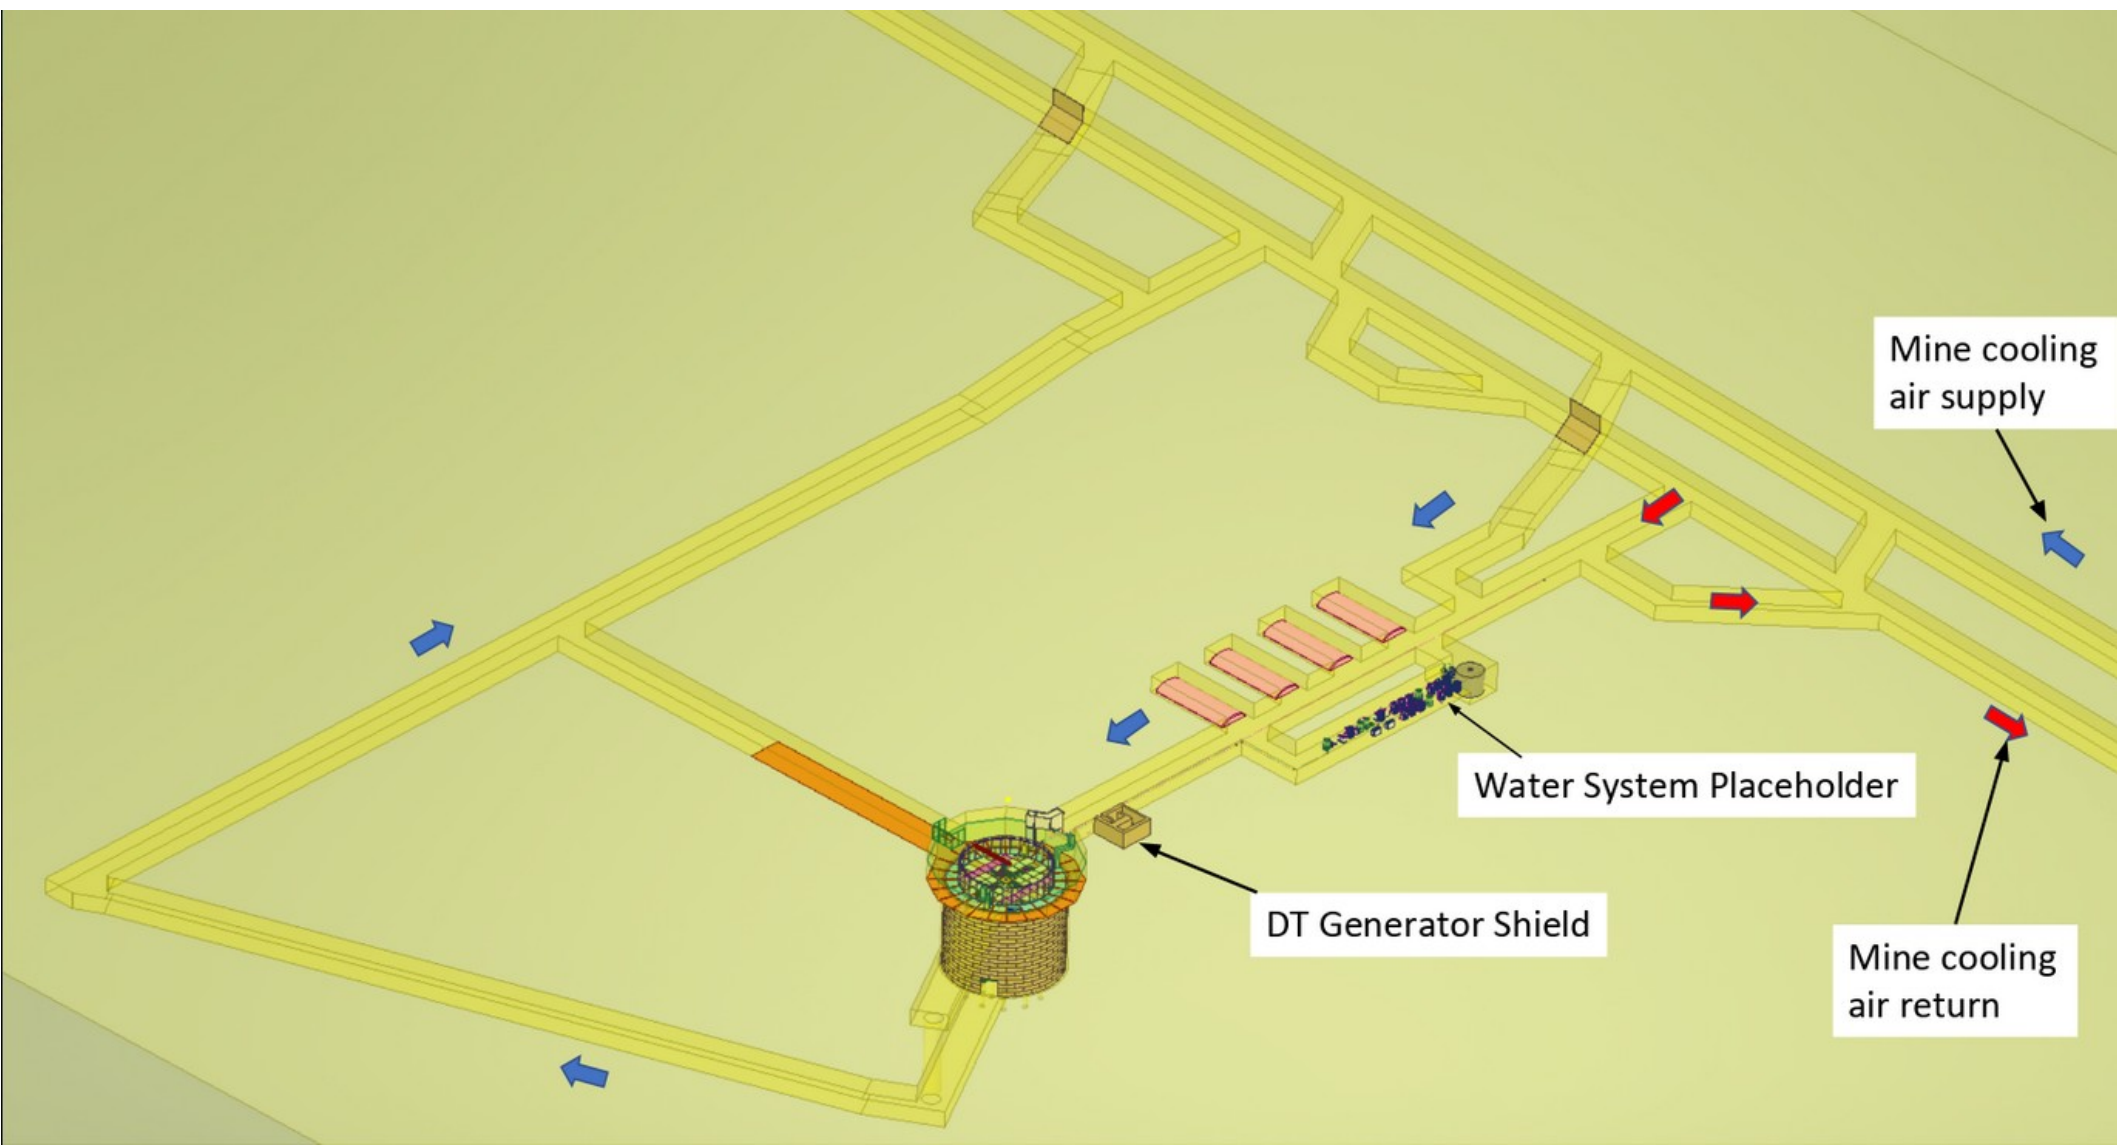 Mine cooling
air supply
Water System Placeholder
DT Generator Shield
Mine cooling
air return